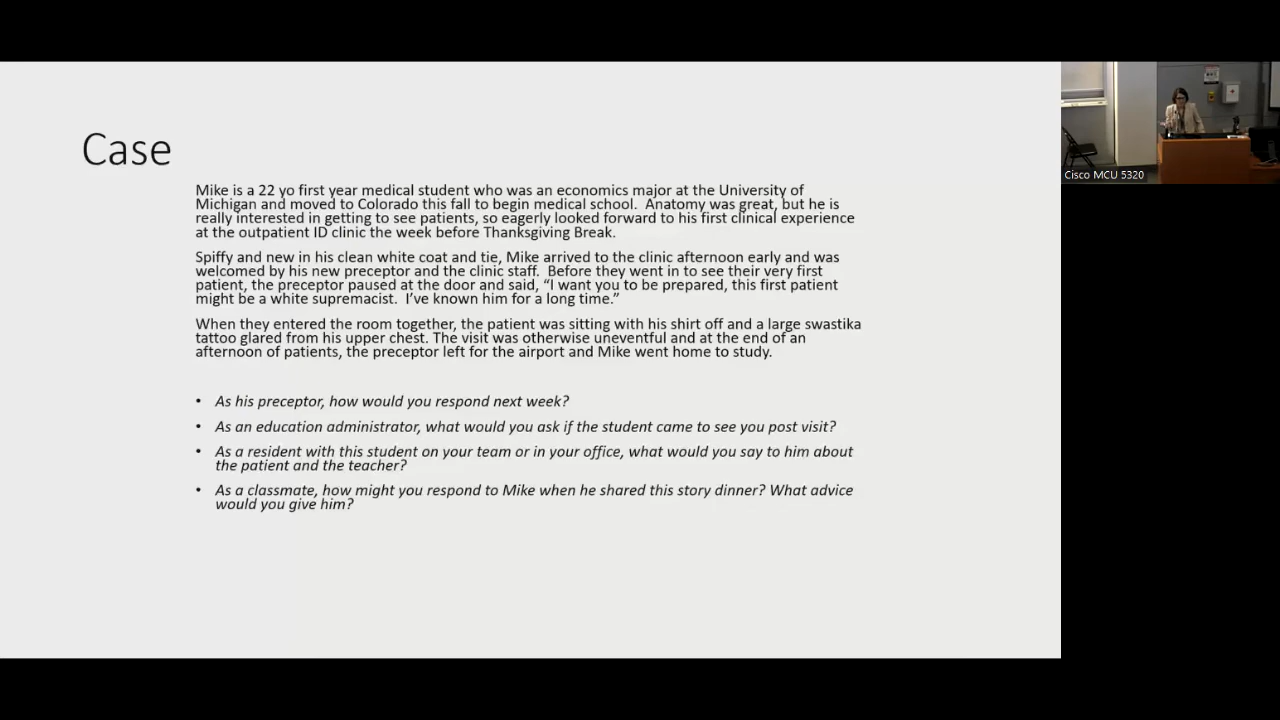 Case
Mike is a 22 yo first year medical student who was an economics major at the University of
Michigan and moved to Colorado this fall to begin medical school.  Anatomy was great, but he is
really interested in getting to see patients, so eagerly looked forward to his first clinical experience
at the outpatient ID clinic the week before Thanksgiving Break.
Spiffy and new in his clean white coat and tie, Mike arrived to the clinic afternoon early and was
welcomed by his new preceptor and the clinic staff.  Before they went in to see their very first
patient, the preceptor paused at the door and said, “I want you to be prepared, this first patient
might be a white supremacist.  I’ve known him for a long time.”
When they entered the room together, the patient was sitting with his shirt off and a large swastika
tattoo glared from his upper chest. The visit was otherwise uneventful and at the end of an
afternoon of patients, the preceptor left for the airport and Mike went home to study.
• As his preceptor, how would you respond next week?
• As an education administrator, what would you ask if the student came to see you post visit?
• As a resident with this student on your team or in your office, what would you say to him about
the patient and the teacher?
• As a classmate, how might you respond to Mike when he shared this story dinner? What advice
would you give him?
Cisco MCU 5320